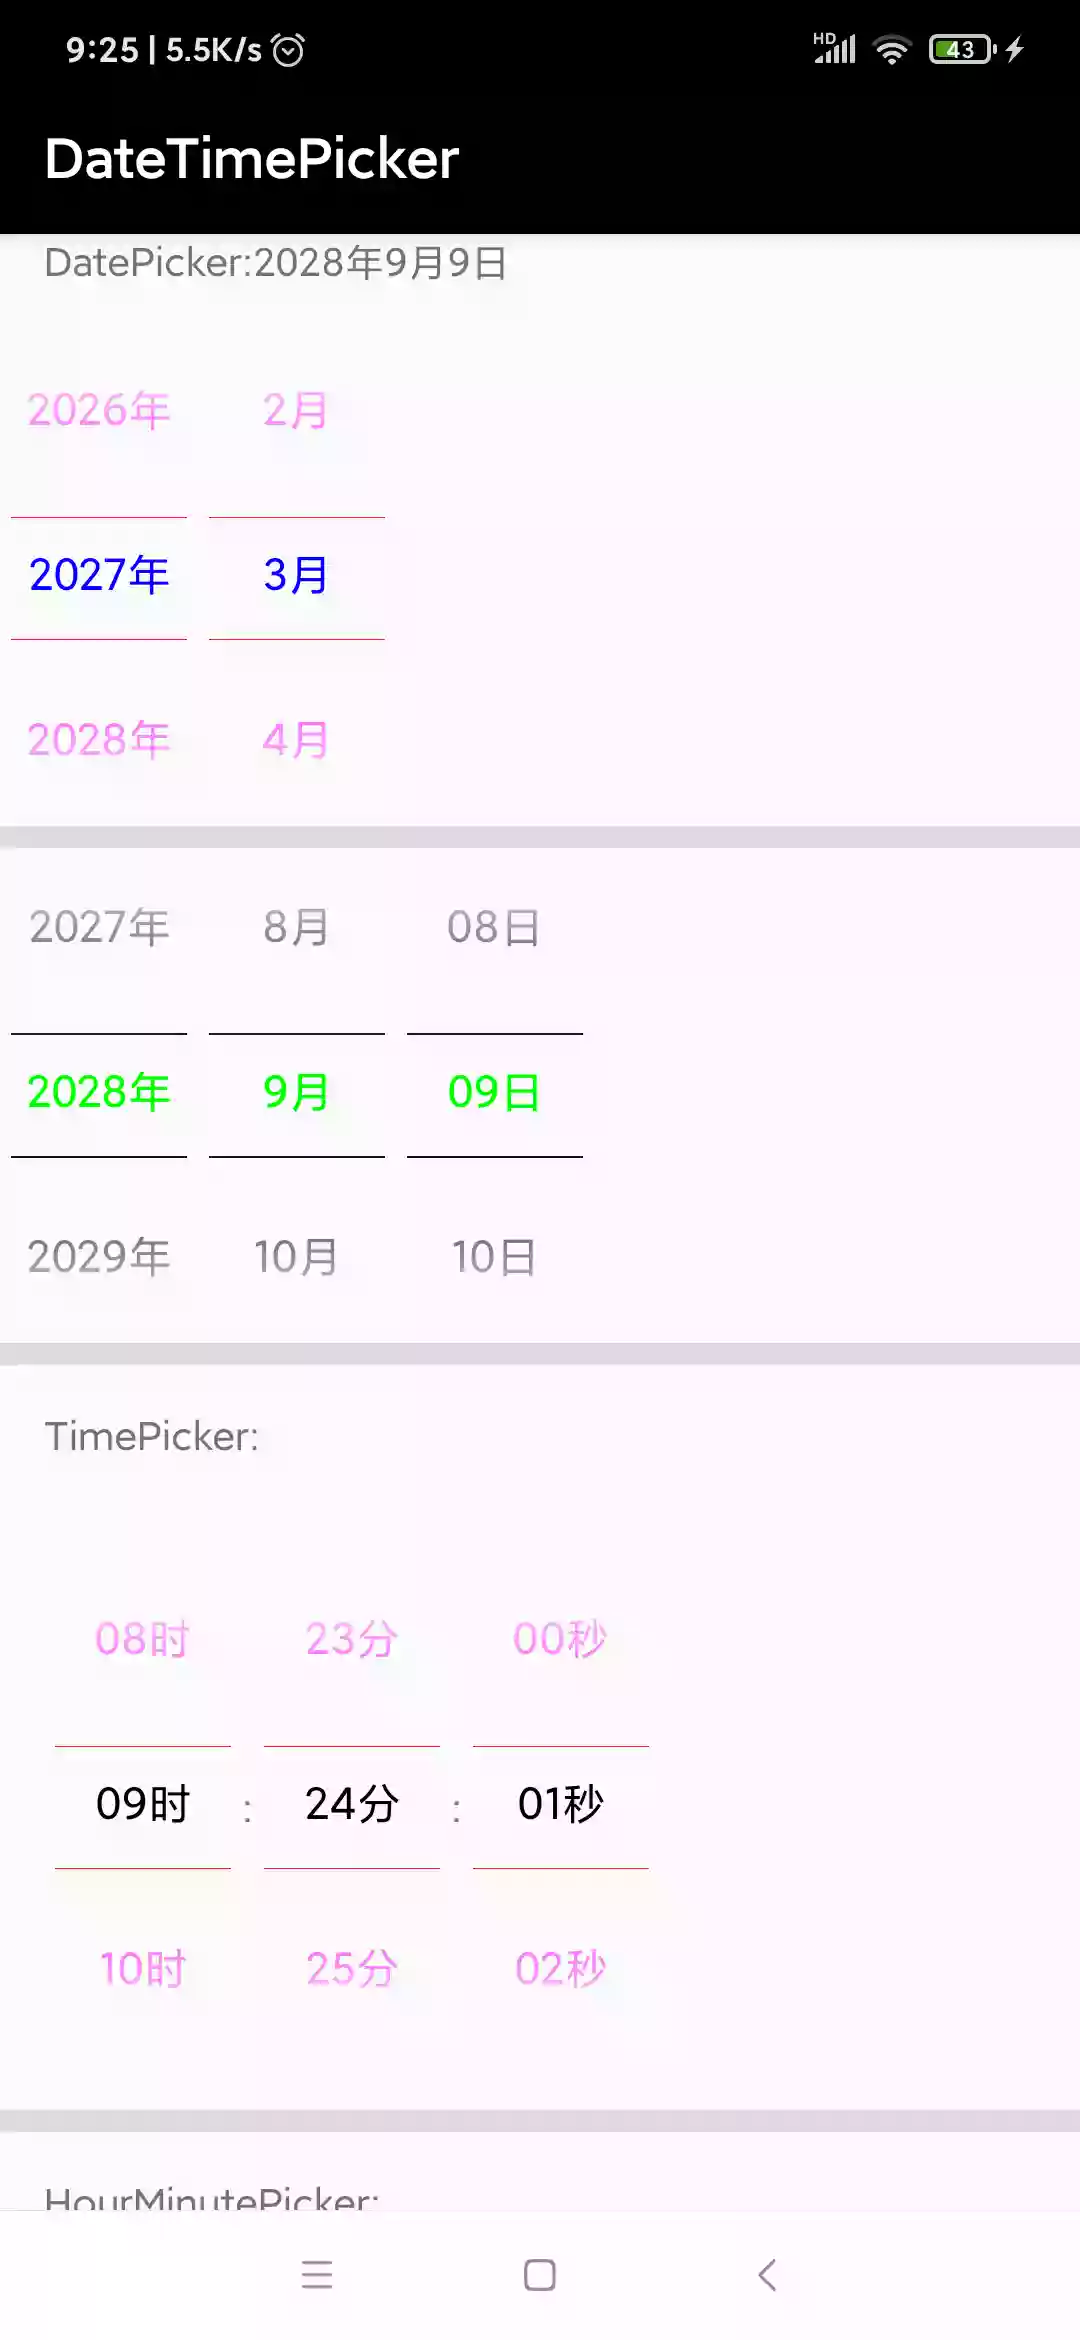 9:25 | 5.5K/s HD 43
DateTimePicker
DatePicker:2028年9月9日
2026年 2月
2027年 3月
2028年 4月
2027年 8月 08日
2028年 9月 09日
2029年 10月 10日
TimePicker:
08时 23分 00秒
09时 : 24分 : 01秒
10时 25分 02秒
HourMinutePicker: